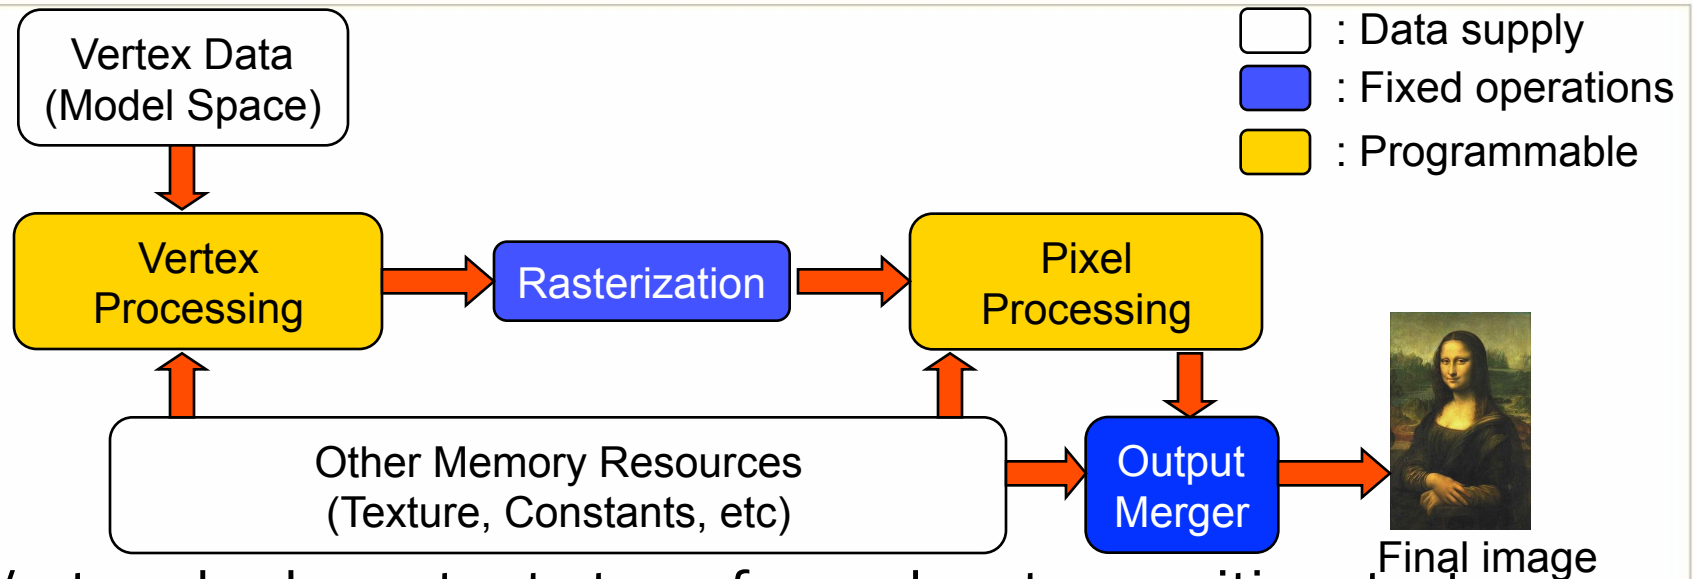 Vertex Data
(Model Space)
: Data supply
: Fixed operations
: Programmable
Vertex
Processing
Rasterization
Pixel
Processing
Other Memory Resources
(Texture, Constants, etc)
Output
Merger
Final image